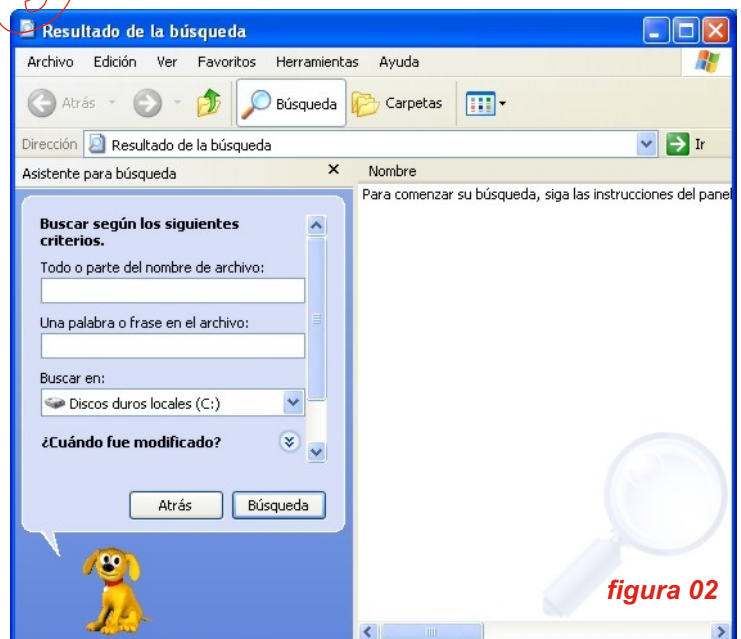 Resultado de la búsqueda
Archivo Edición Ver Favoritos Herramientas Ayuda
Atrás Búsqueda Carpetas
Dirección Resultado de la búsqueda Ir
Asistente para búsqueda
Nombre
Para comenzar su búsqueda, siga las instrucciones del panel
Buscar según los siguientes
criterios.
Todo o parte del nombre de archivo:
Una palabra o frase en el archivo:
Buscar en:
Discos duros locales (C:)
¿Cuándo fue modificado?
Atrás Búsqueda
figura 02